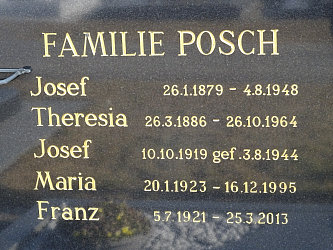 FAMILIE POSCH
Josef 26.1.1879 - 4.8.1948
Theresia 26.3.1886 - 26.10.1964
Josef 10.10.1919 gef. 3.8.1944
Maria 20.1.1923 - 16.12.1995
Franz 5.7.1921 - 25.3.2013